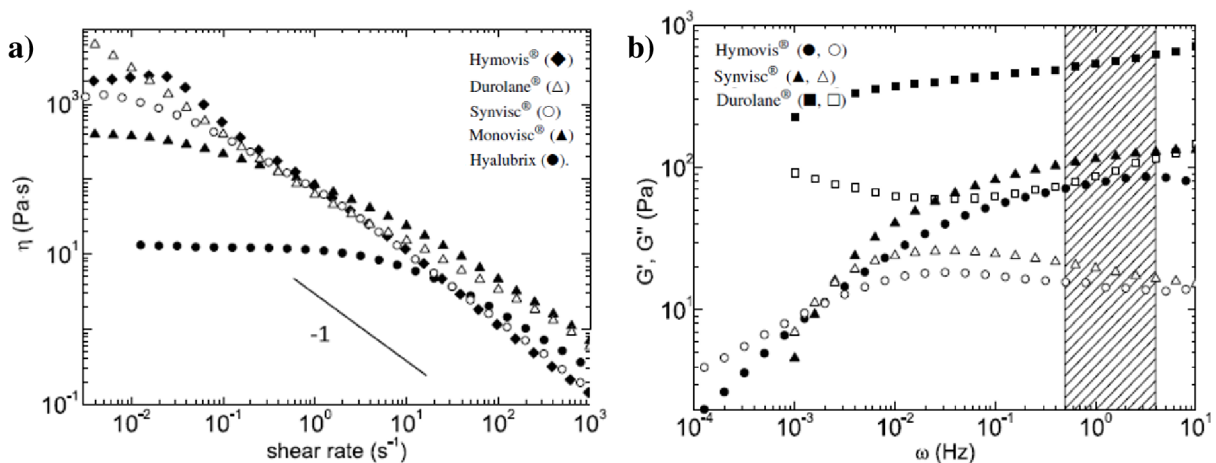 a)
Hymovis® (◆)
Durolane® (△)
Synvisc® (○)
Monovisc® (▲)
Hyalubrix (●).
10³
10¹
10⁻¹
η (Pa·s)
-1
10⁻² 10⁻¹ 10⁰ 10¹ 10² 10³
shear rate (s⁻¹)
b)
Hymovis® (●, ○)
Synvisc® (▲, △)
Durolane® (■, □)
10³
10²
10¹
G', G" (Pa)
10⁻⁴ 10⁻³ 10⁻² 10⁻¹ 10⁰ 10¹
ω (Hz)